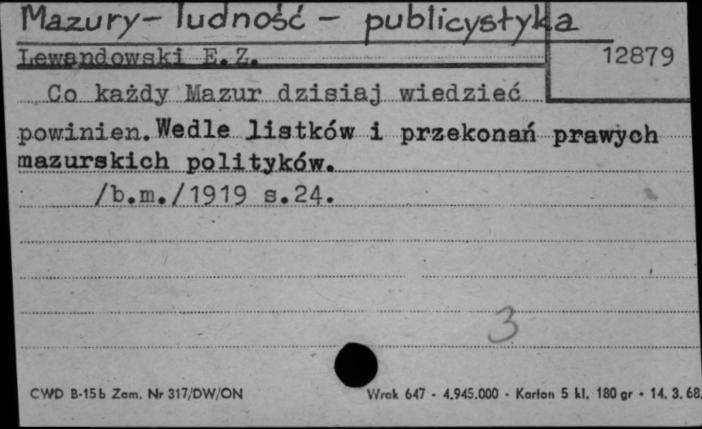 Mazury - ludność - publicystyka
Lewandowski E.Z.
12879
Co każdy Mazur dzisiaj wiedzieć
powinien. Wedle listków i przekonań prawych
mazurskich polityków.
/b.m./1919 s.24.
3
CWD B-15b Zam. Nr 317/DW/ON
Wrak 647 - 4.945.000 - Karton 5 kl. 180 gr - 14. 3. 68.